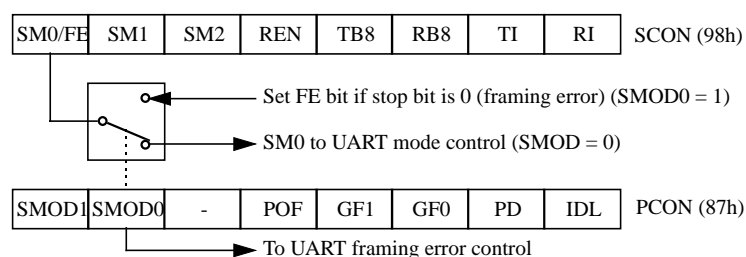 SM0/FE SM1 SM2 REN TB8 RB8 TI RI SCON (98h)
Set FE bit if stop bit is 0 (framing error) (SMOD0 = 1)
SM0 to UART mode control (SMOD = 0)
SMOD1 SMOD0 - POF GF1 GF0 PD IDL PCON (87h)
To UART framing error control